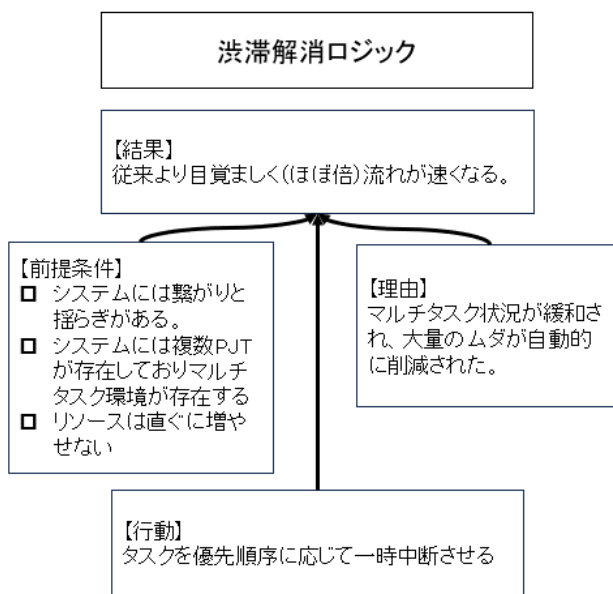 渋滞解消ロジック
【結果】
従来より目覚ましく(ほぼ倍)流れが速くなる。
【前提条件】
システムには繋がりと
揺らぎがある。
システムには複数PJT
が存在しておりマルチ
タスク環境が存在する
リソースは直ぐに増や
せない
【理由】
マルチタスク状況が緩和さ
れ、大量のムダが自動的
に削減された。
【行動】
タスクを優先順序に応じて一時中断させる